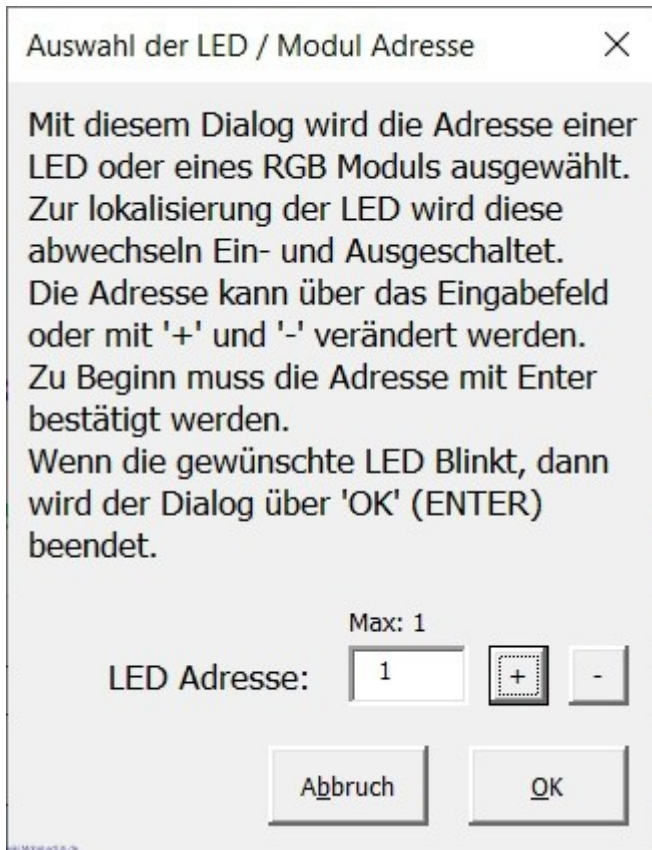 Auswahl der LED / Modul Adresse
Mit diesem Dialog wird die Adresse einer
LED oder eines RGB Moduls ausgewählt.
Zur lokalisierung der LED wird diese
abwechseln Ein- und Ausgeschaltet.
Die Adresse kann über das Eingabefeld
oder mit '+' und '-' verändert werden.
Zu Beginn muss die Adresse mit Enter
bestätigt werden.
Wenn die gewünschte LED Blinkt, dann
wird der Dialog über 'OK' (ENTER)
beendet.
Max: 1
LED Adresse: 1 + -
Abbruch OK